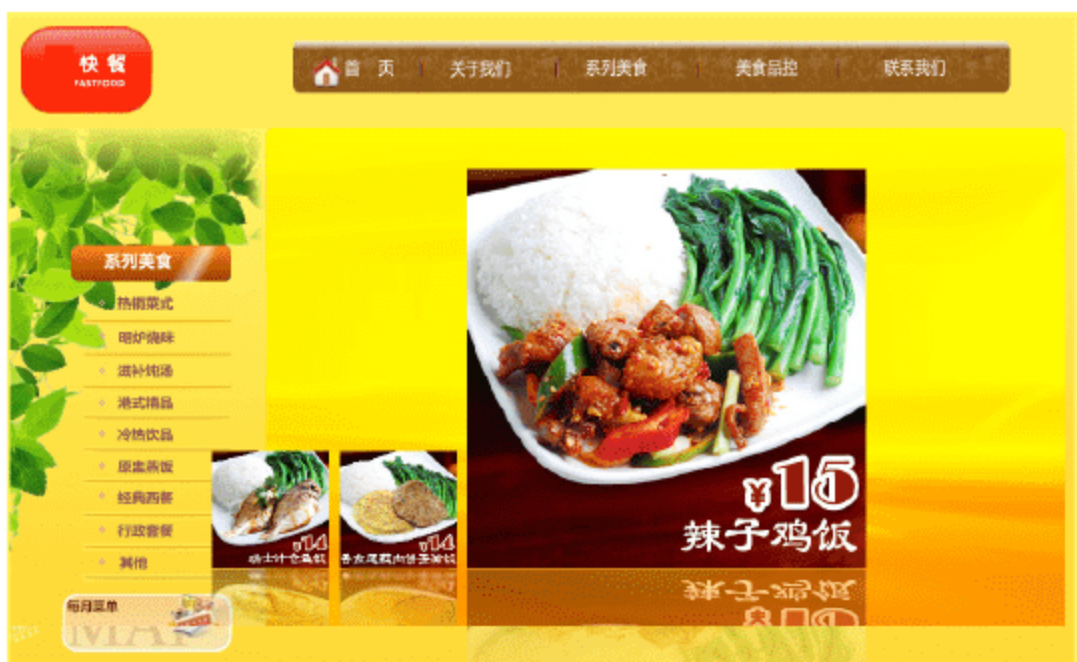 快餐
FASTFOOD
首 页
关于我们
系列美食
美食品控
联系我们
系列美食
热销菜式
明炉烧味
滋补炖汤
港式精品
冷热饮品
原盅蒸饭
经典西餐
行政套餐
其他
每月菜单
MAY
¥15
辣子鸡饭
¥14
¥14